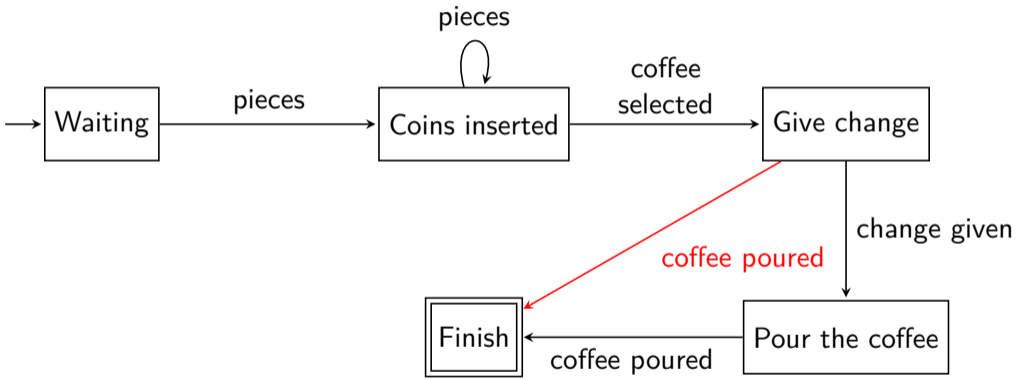 pieces
coffee
selected
pieces
Waiting
Coins inserted
Give change
change given
coffee poured
Finish
Pour the coffee
coffee poured